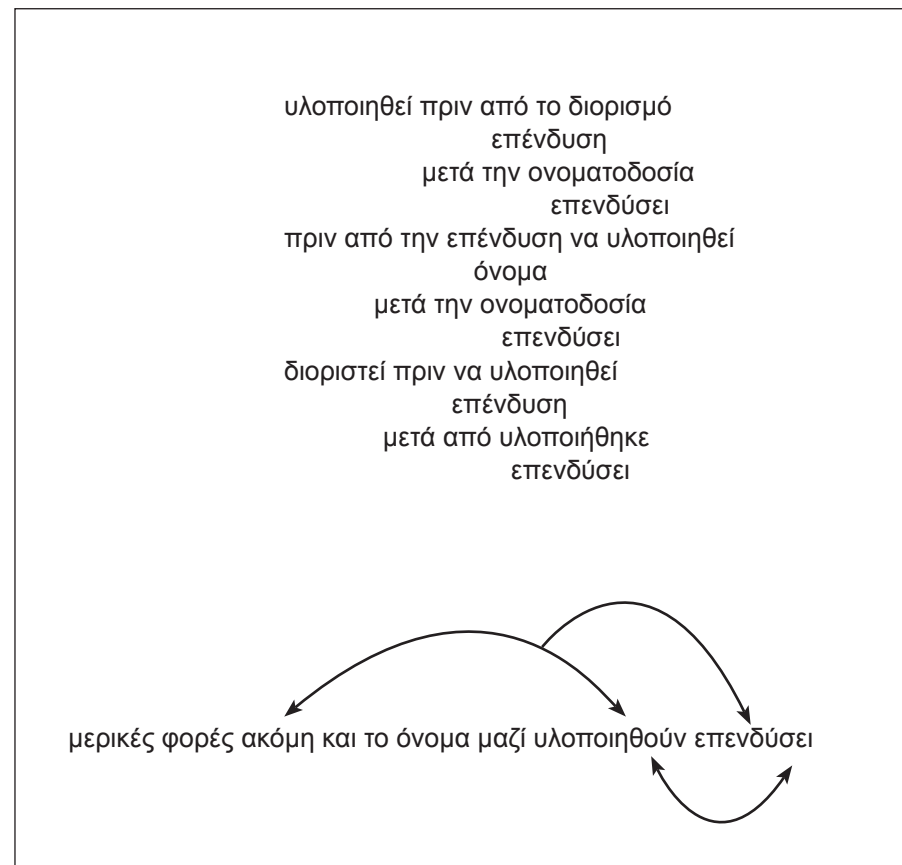 υλοποιηθεί πριν από το διορισμό
επένδυση
μετά την ονοματοδοσία
επενδύσει
πριν από την επένδυση να υλοποιηθεί
όνομα
μετά την ονοματοδοσία
επενδύσει
διοριστεί πριν να υλοποιηθεί
επένδυση
μετά από υλοποιήθηκε
επενδύσει
μερικές φορές ακόμη και το όνομα μαζί υλοποιηθούν επενδύσει